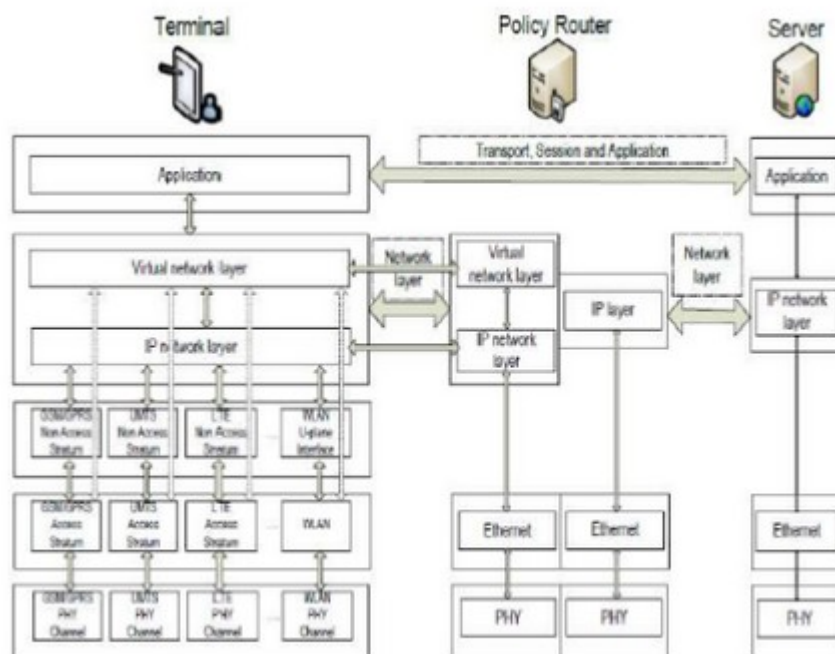 Terminal
Policy Router
Server
Transport, Session and Application
Application
Application
Virtual network layer
Network
layer
Virtual
network layer
Network
layer
IP layer
IP network
layer
IP network layer
IP network
layer
GSM/GPRS
Non Access
Stratum
UMTS
Non Access
Stratum
LTE
Non Access
Stratum
...
WLAN
U-plane
Interface
GSM/GPRS
Access
Stratum
UMTS
Access
Stratum
LTE
Access
Stratum
...
WLAN
Ethernet
Ethernet
Ethernet
GSM/GPRS
PHY
Channel
UMTS
PHY
Channel
LTE
PHY
Channel
...
WLAN
PHY
Channel
PHY
PHY
PHY